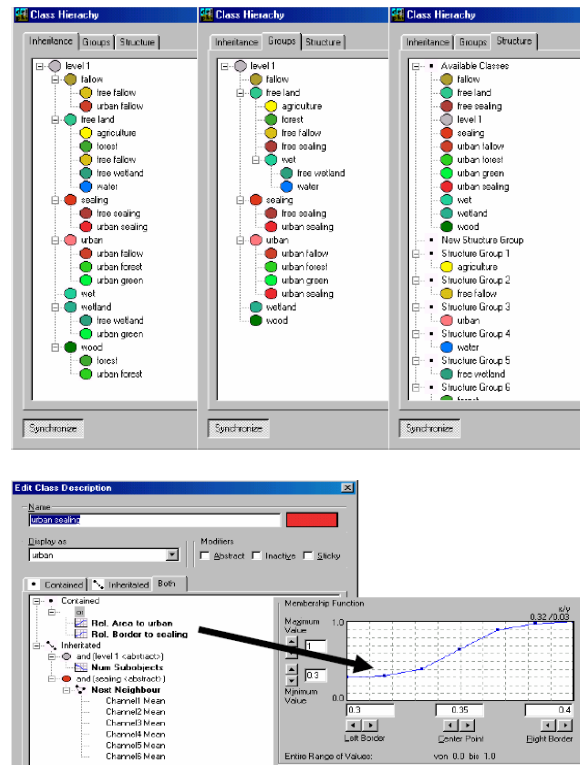 Class Hierachy
Inheritance Groups Structure
level 1
fallow
free fallow
urban fallow
free land
agriculture
forest
free fallow
free wetland
water
sealing
free sealing
urban sealing
urban
urban fallow
urban forest
urban green
wet
wetland
free wetland
urban green
wood
forest
urban forest
Synchronize
Class Hierachy
Inheritance Groups Structure
level 1
fallow
free land
agriculture
forest
free fallow
free sealing
wet
free wetland
water
sealing
free sealing
urban sealing
urban
urban fallow
urban forest
urban green
urban sealing
wetland
wood
Synchronize
Class Hierachy
Inheritance Groups Structure
Available Classes
fallow
free land
free sealing
level 1
sealing
urban fallow
urban forest
urban green
urban sealing
wet
wetland
wood
New Structure Group
Structure Group 1
agriculture
Structure Group 2
free fallow
Structure Group 3
urban
Structure Group 4
water
Structure Group 5
free wetland
Structure Group 6
forest
Synchronize
Edit Class Description
Name
urban sealing
Display as
urban
Modifiers
Abstract Inactive Sticky
Contained Inheritated Both
Contained
or
Rel. Area to urban
Rel. Border to sealing
Inheritated
and (level 1 <abstract>)
Num Subobjects
and (sealing <abstract>)
Next Neighbour
Channel1 Mean
Channel2 Mean
Channel3 Mean
Channel4 Mean
Channel5 Mean
Channel6 Mean
Membership Function
x/y
0.32 /0.03
Maximum Value
1
0.3
Minimum Value
1.0
0.0
0.3 0.35 0.4
Left Border Center Point Right Border
Entire Range of Values: von 0.0 bis 1.0